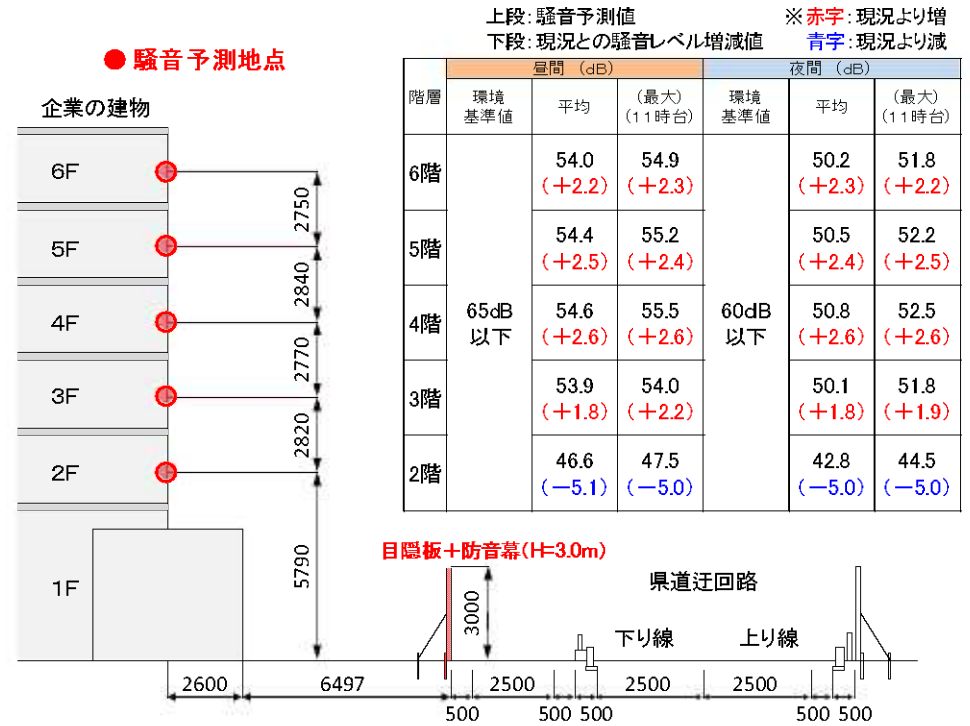 上段：騒音予測値
※赤字：現況より増
下段：現況との騒音レベル増減値
青字：現況より減
●騒音予測地点
企業の建物
昼間 （dB） 夜間 （dB）
階層 環境基準値 平均 （最大）（11時台） 環境基準値 平均 （最大）（11時台）
6階 54.0 54.9 50.2 51.8
（＋2.2） （＋2.3） （＋2.3） （＋2.2）
5階 54.4 55.2 50.5 52.2
（＋2.5） （＋2.4） （＋2.4） （＋2.5）
4階 65dB以下 54.6 55.5 60dB以下 50.8 52.5
（＋2.6） （＋2.6） （＋2.6） （＋2.6）
3階 53.9 54.0 50.1 51.8
（＋1.8） （＋2.2） （＋1.8） （＋1.9）
2階 46.6 47.5 42.8 44.5
（－5.1） （－5.0） （－5.0） （－5.0）
6F
5F
4F
3F
2F
1F
2750
2840
2770
2820
5790
目隠板＋防音幕（H=3.0m）
3000
県道迂回路
下り線 上り線
2600 6497 2500 2500 2500
500 500 500 500 500